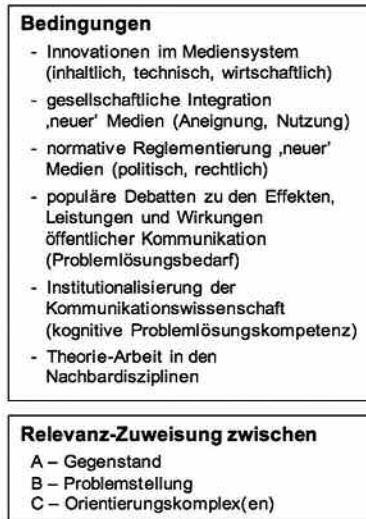 Bedingungen
- Innovationen im Mediensystem
(inhaltlich, technisch, wirtschaftlich)
- gesellschaftliche Integration
‚neuer' Medien (Aneignung, Nutzung)
- normative Reglementierung ‚neuer'
Medien (politisch, rechtlich)
- populäre Debatten zu den Effekten,
Leistungen und Wirkungen
öffentlicher Kommunikation
(Problemlösungsbedarf)
- Institutionalisierung der
Kommunikationswissenschaft
(kognitive Problemlösungskompetenz)
- Theorie-Arbeit in den
Nachbardisziplinen
Relevanz-Zuweisung zwischen
A – Gegenstand
B – Problemstellung
C – Orientierungskomplex(en)